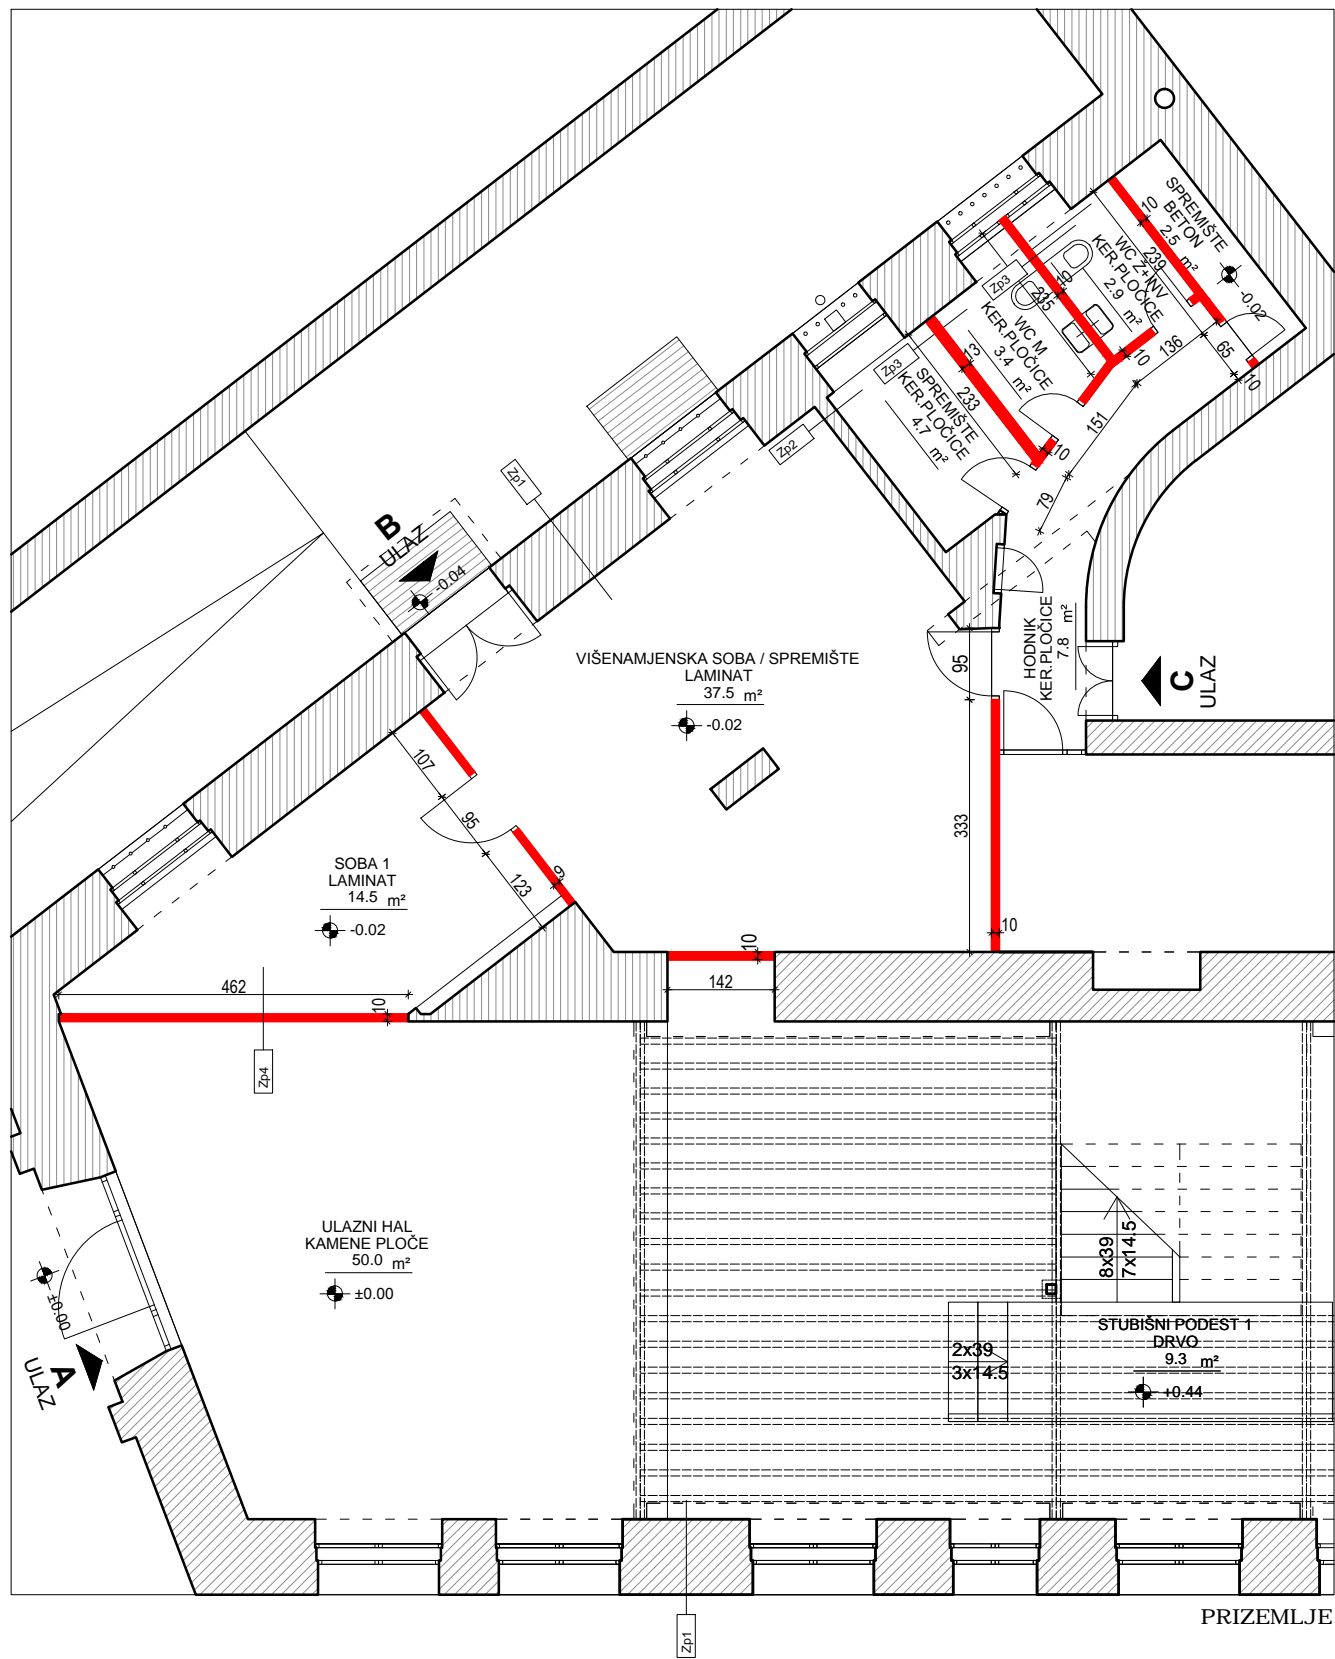 SPREMIŠTE
BETON
2.5 m²
-0.02
10
239
WC Ž+INV
KER.PLOČICE
2.9 m²
10
235
Zp3
WC M
KER.PLOČICE
3.4 m²
136
65
10
10
13
233
Zp3
SPREMIŠTE
KER.PLOČICE
4.7 m²
151
10
79
Zp2
Zp1
B
ULAZ
-0.04
VIŠENAMJENSKA SOBA / SPREMIŠTE
LAMINAT
37.5 m²
-0.02
95
HODNIK
KER.PLOČICE
7.8 m²
C
ULAZ
107
95
123
9
333
10
SOBA 1
LAMINAT
14.5 m²
-0.02
462
10
10
142
Zp4
ULAZNI HAL
KAMENE PLOČE
50.0 m²
±0.00
±0.00
A
ULAZ
8x39
7x14.5
STUBIŠNI PODEST 1
DRVO
9.3 m²
+0.44
2x39
3x14.5
PRIZEMLJE
Zp1